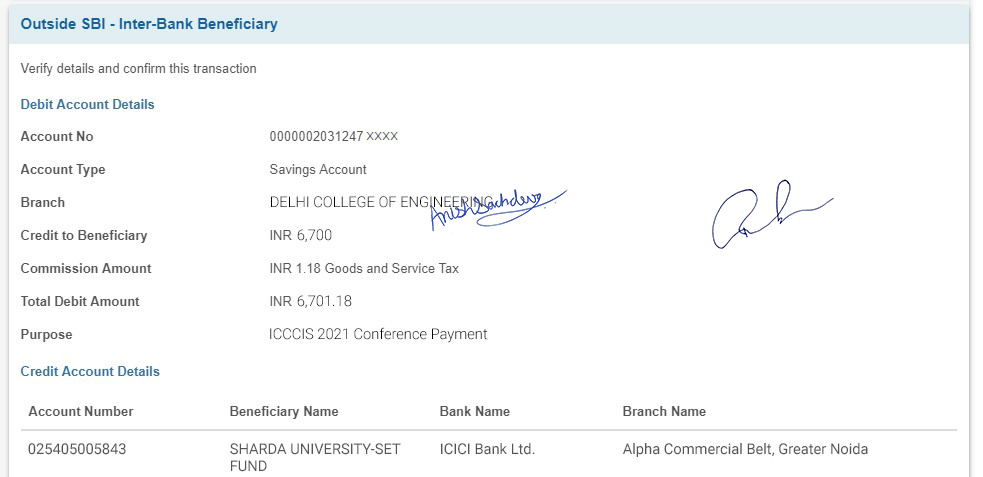 Outside SBI - Inter-Bank Beneficiary
Verify details and confirm this transaction
Debit Account Details
Account No 0000002031247 XXXX
Account Type Savings Account
Branch DELHI COLLEGE OF ENGINEERING
Anish Sachdeva
Credit to Beneficiary INR 6,700
Commission Amount INR 1.18 Goods and Service Tax
Total Debit Amount INR 6,701.18
Purpose ICCCIS 2021 Conference Payment
Credit Account Details
Account Number Beneficiary Name Bank Name Branch Name
025405005843 SHARDA UNIVERSITY-SET ICICI Bank Ltd. Alpha Commercial Belt, Greater Noida
FUND